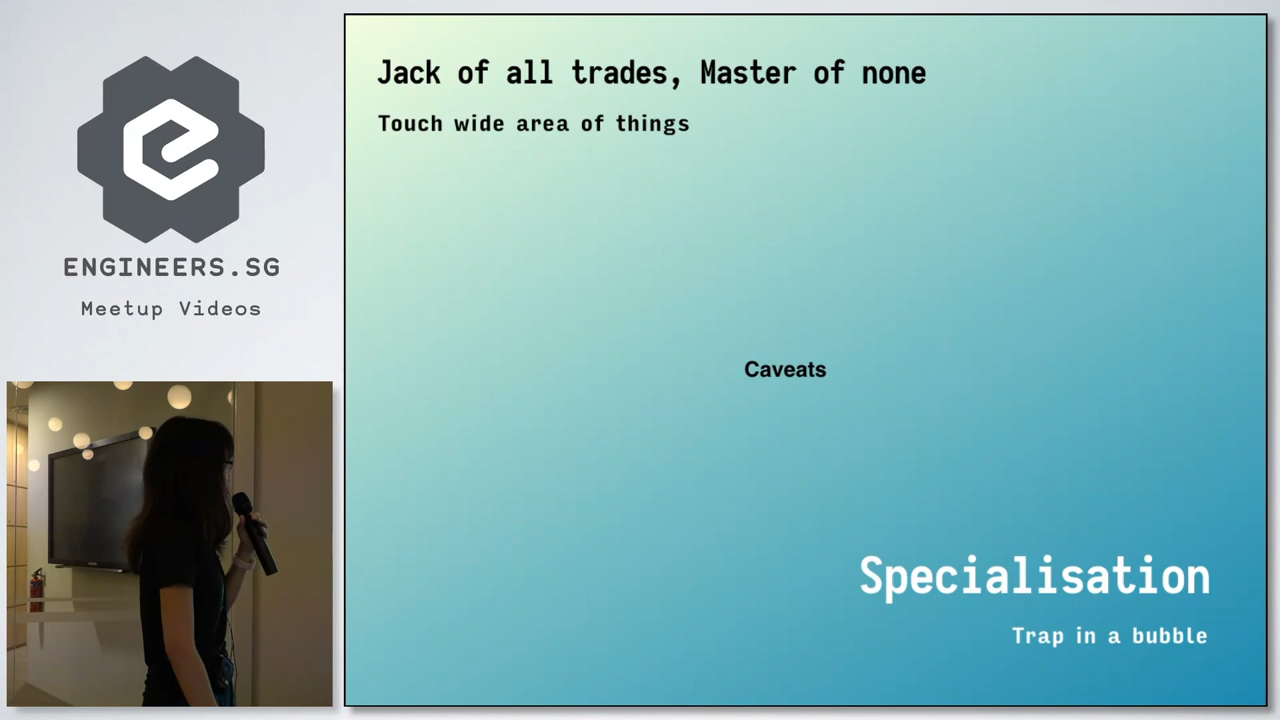 ENGINEERS.SG
Meetup Videos
Jack of all trades, Master of none
Touch wide area of things
Caveats
Specialisation
Trap in a bubble